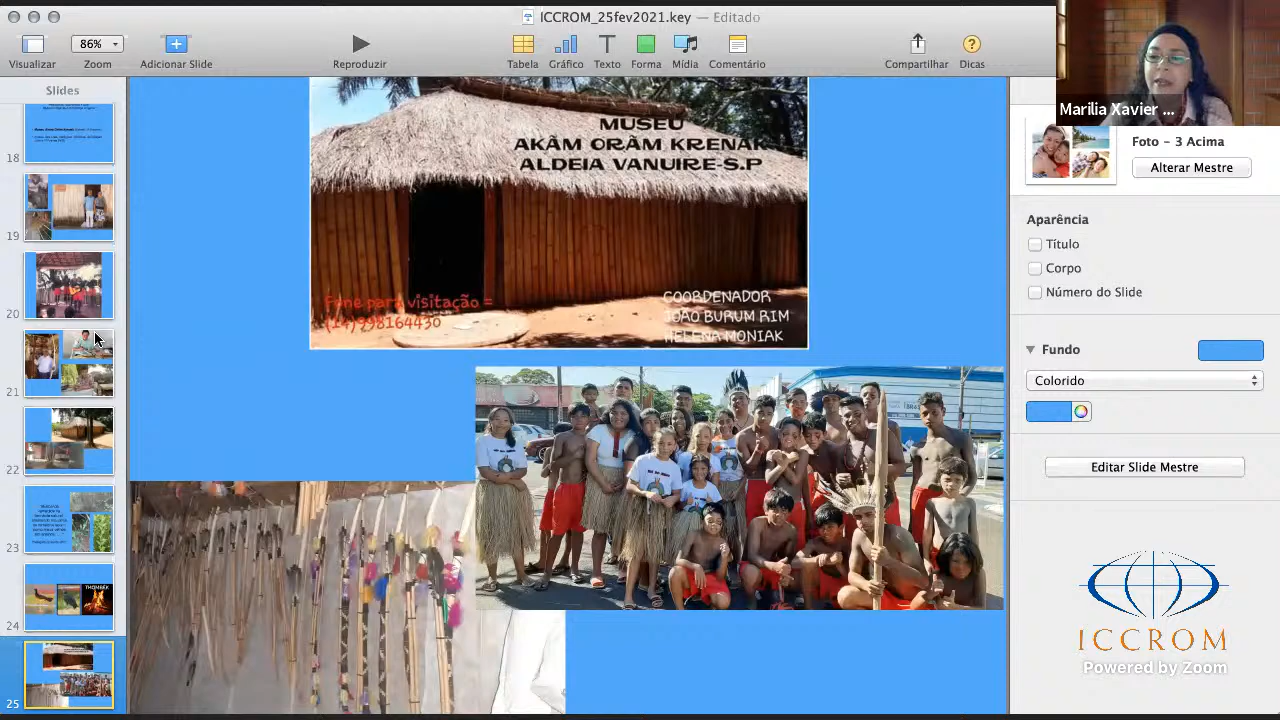 ICCROM_25fev2021.key — Editado
86%
Visualizar
Zoom
Adicionar Slide
Reproduzir
Tabela
Gráfico
Texto
Forma
Mídia
Comentário
Compartilhar
Dicas
Marilia Xavier ...
Slides
18
19
20
21
22
23
24
THOMBEK
25
MUSEU
AKÃM ORÃM KRENAK
ALDEIA VANUIRE-S.P
Fone para visitação =
(14)998164430
COORDENADOR
JOÃO BURUM RIM
HELENA MONIAK
Foto – 3 Acima
Alterar Mestre
Aparência
Título
Corpo
Número do Slide
Fundo
Colorido
Editar Slide Mestre
ICCROM
Powered by Zoom